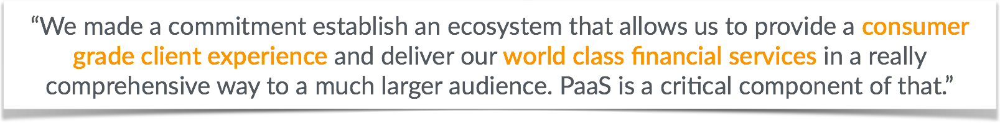 “We made a commitment establish an ecosystem that allows us to provide a consumer
grade client experience and deliver our world class financial services in a really
comprehensive way to a much larger audience. PaaS is a critical component of that.”